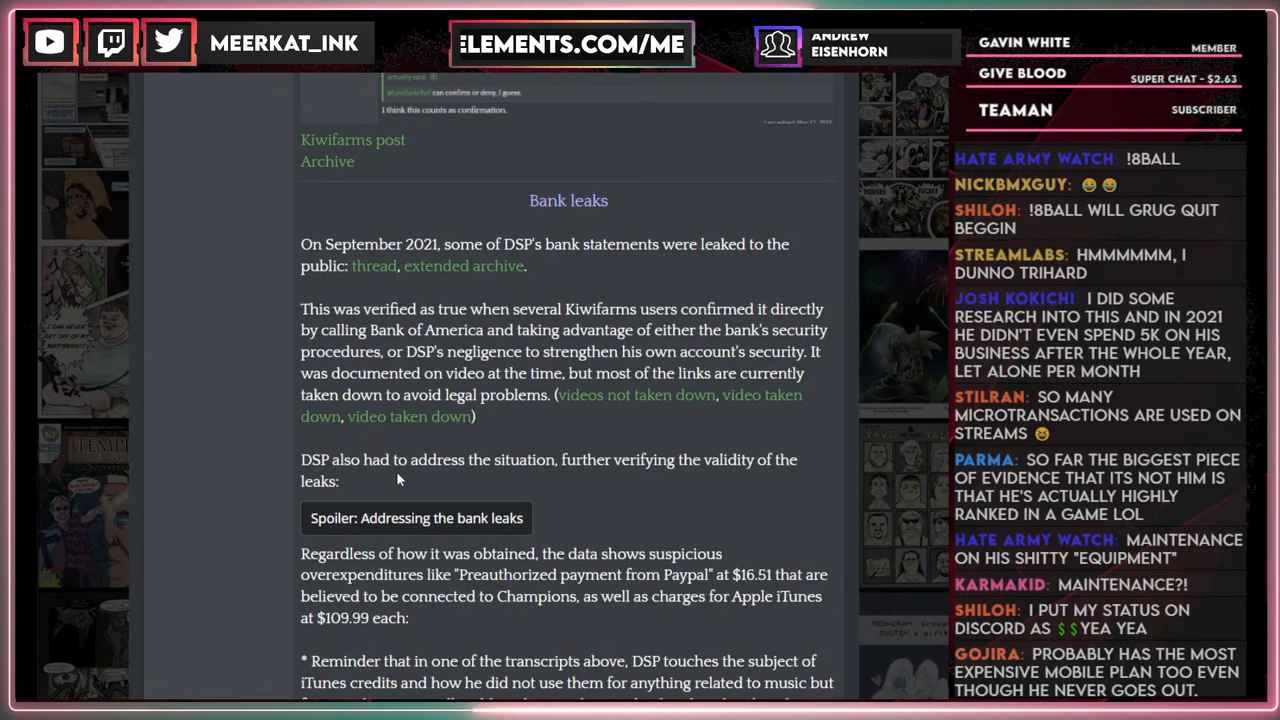 MEERKAT_INK
ELEMENTS.COM/ME
ANDREW
EISENHORN
GAVIN WHITE
MEMBER
GIVE BLOOD
SUPER CHAT - $2.63
TEAMAN
SUBSCRIBER
can confirm or deny, I guess.
I think this counts as confirmation.
Kiwifarms post
Archive
Bank leaks
On September 2021, some of DSP's bank statements were leaked to the
public: thread, extended archive.
This was verified as true when several Kiwifarms users confirmed it directly
by calling Bank of America and taking advantage of either the bank's security
procedures, or DSP's negligence to strengthen his own account's security. It
was documented on video at the time, but most of the links are currently
taken down to avoid legal problems. (videos not taken down, video taken
down, video taken down)
DSP also had to address the situation, further verifying the validity of the
leaks:
Spoiler: Addressing the bank leaks
Regardless of how it was obtained, the data shows suspicious
overexpenditures like "Preauthorized payment from Paypal" at $16.51 that are
believed to be connected to Champions, as well as charges for Apple iTunes
at $109.99 each:
* Reminder that in one of the transcripts above, DSP touches the subject of
iTunes credits and how he did not use them for anything related to music but
HATE ARMY WATCH: !8BALL
NICKBMXGUY: 😂 😂
SHILOH: !8BALL WILL GRUG QUIT
BEGGIN
STREAMLABS: HMMMMMM, I
DUNNO TRIHARD
JOSH KOKICHI: I DID SOME
RESEARCH INTO THIS AND IN 2021
HE DIDN'T EVEN SPEND 5K ON HIS
BUSINESS AFTER THE WHOLE YEAR,
LET ALONE PER MONTH
STILRAN: SO MANY
MICROTRANSACTIONS ARE USED ON
STREAMS 😆
PARMA: SO FAR THE BIGGEST PIECE
OF EVIDENCE THAT ITS NOT HIM IS
THAT HE'S ACTUALLY HIGHLY
RANKED IN A GAME LOL
HATE ARMY WATCH: MAINTENANCE
ON HIS SHITTY "EQUIPMENT"
KARMAKID: MAINTENANCE?!
SHILOH: I PUT MY STATUS ON
DISCORD AS $ $YEA YEA
GOJIRA: PROBABLY HAS THE MOST
EXPENSIVE MOBILE PLAN TOO EVEN
THOUGH HE NEVER GOES OUT.